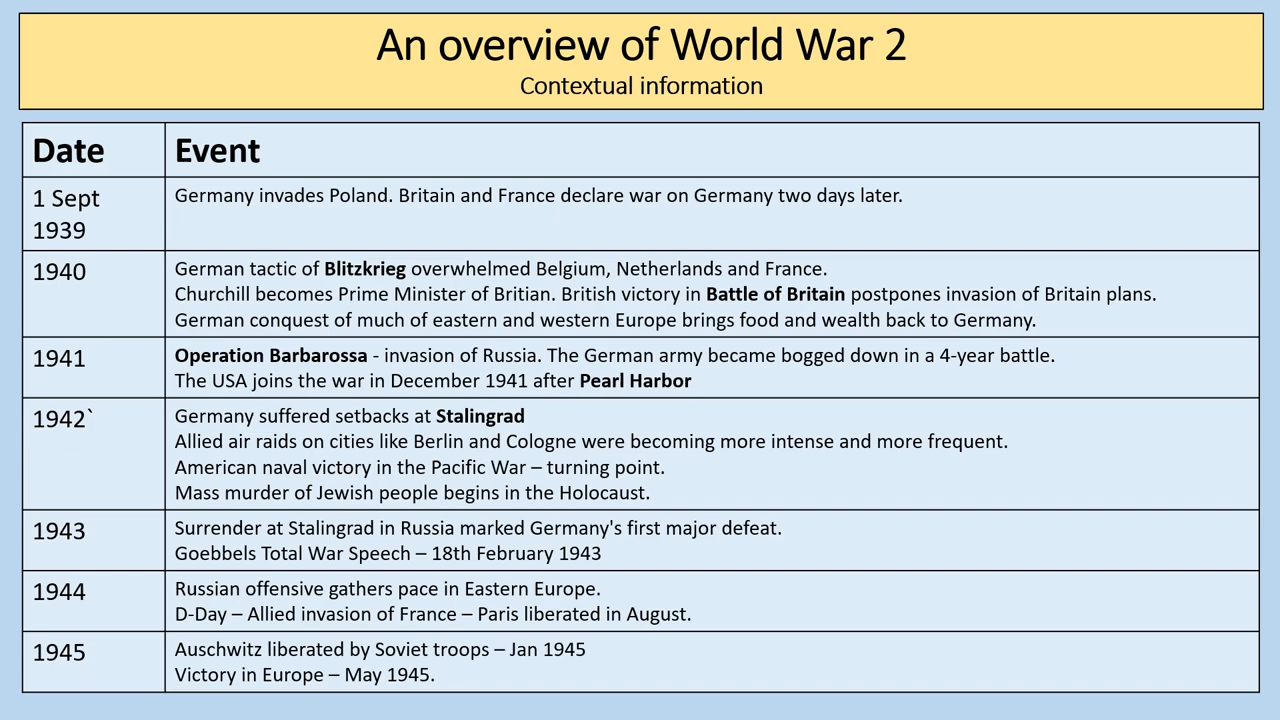 An overview of World War 2
Contextual information
Date
Event
1 Sept
1939
Germany invades Poland. Britain and France declare war on Germany two days later.
1940
German tactic of Blitzkrieg overwhelmed Belgium, Netherlands and France.
Churchill becomes Prime Minister of Britian. British victory in Battle of Britain postpones invasion of Britain plans.
German conquest of much of eastern and western Europe brings food and wealth back to Germany.
1941
Operation Barbarossa - invasion of Russia. The German army became bogged down in a 4-year battle.
The USA joins the war in December 1941 after Pearl Harbor
1942`
Germany suffered setbacks at Stalingrad
Allied air raids on cities like Berlin and Cologne were becoming more intense and more frequent.
American naval victory in the Pacific War – turning point.
Mass murder of Jewish people begins in the Holocaust.
1943
Surrender at Stalingrad in Russia marked Germany's first major defeat.
Goebbels Total War Speech – 18th February 1943
1944
Russian offensive gathers pace in Eastern Europe.
D-Day – Allied invasion of France – Paris liberated in August.
1945
Auschwitz liberated by Soviet troops – Jan 1945
Victory in Europe – May 1945.